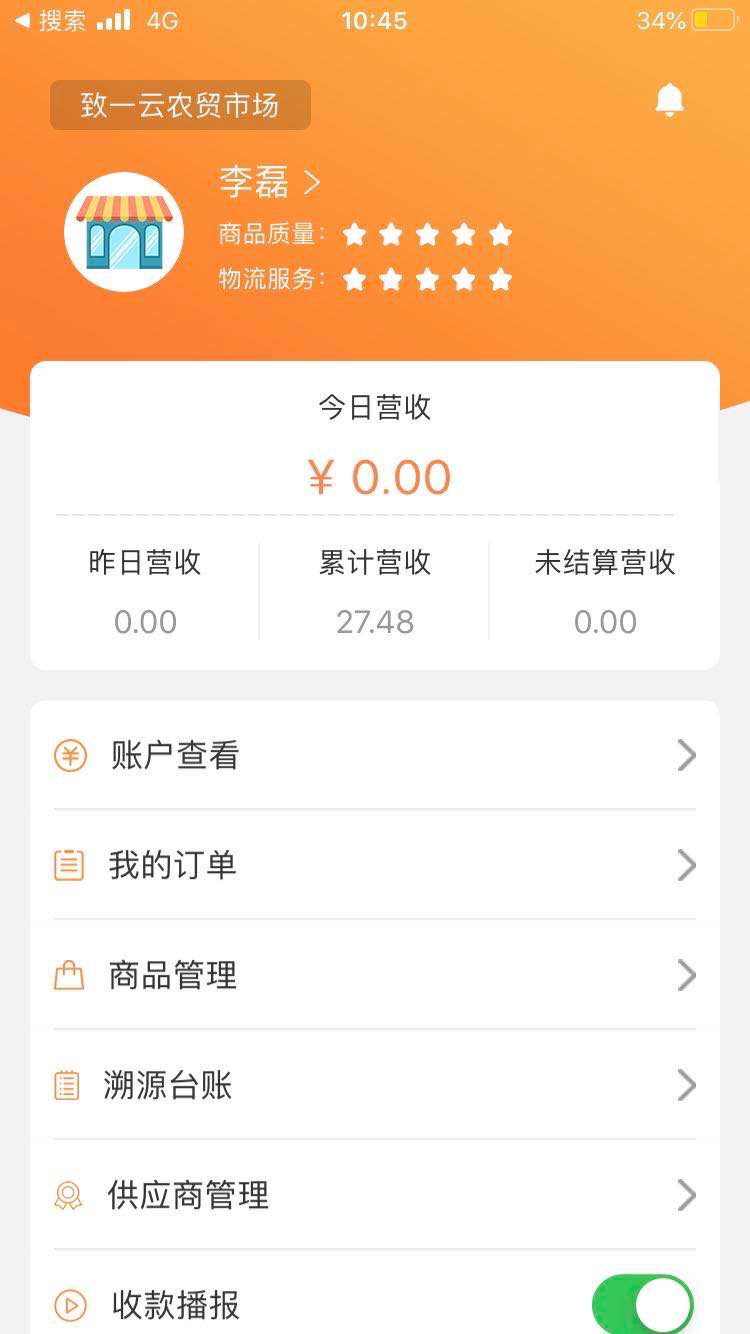 搜索 4G 10:45 34%
致一云农贸市场
李磊
商品质量：
物流服务：
今日营收
¥ 0.00
昨日营收 累计营收 未结算营收
0.00 27.48 0.00
账户查看
我的订单
商品管理
溯源台账
供应商管理
收款播报